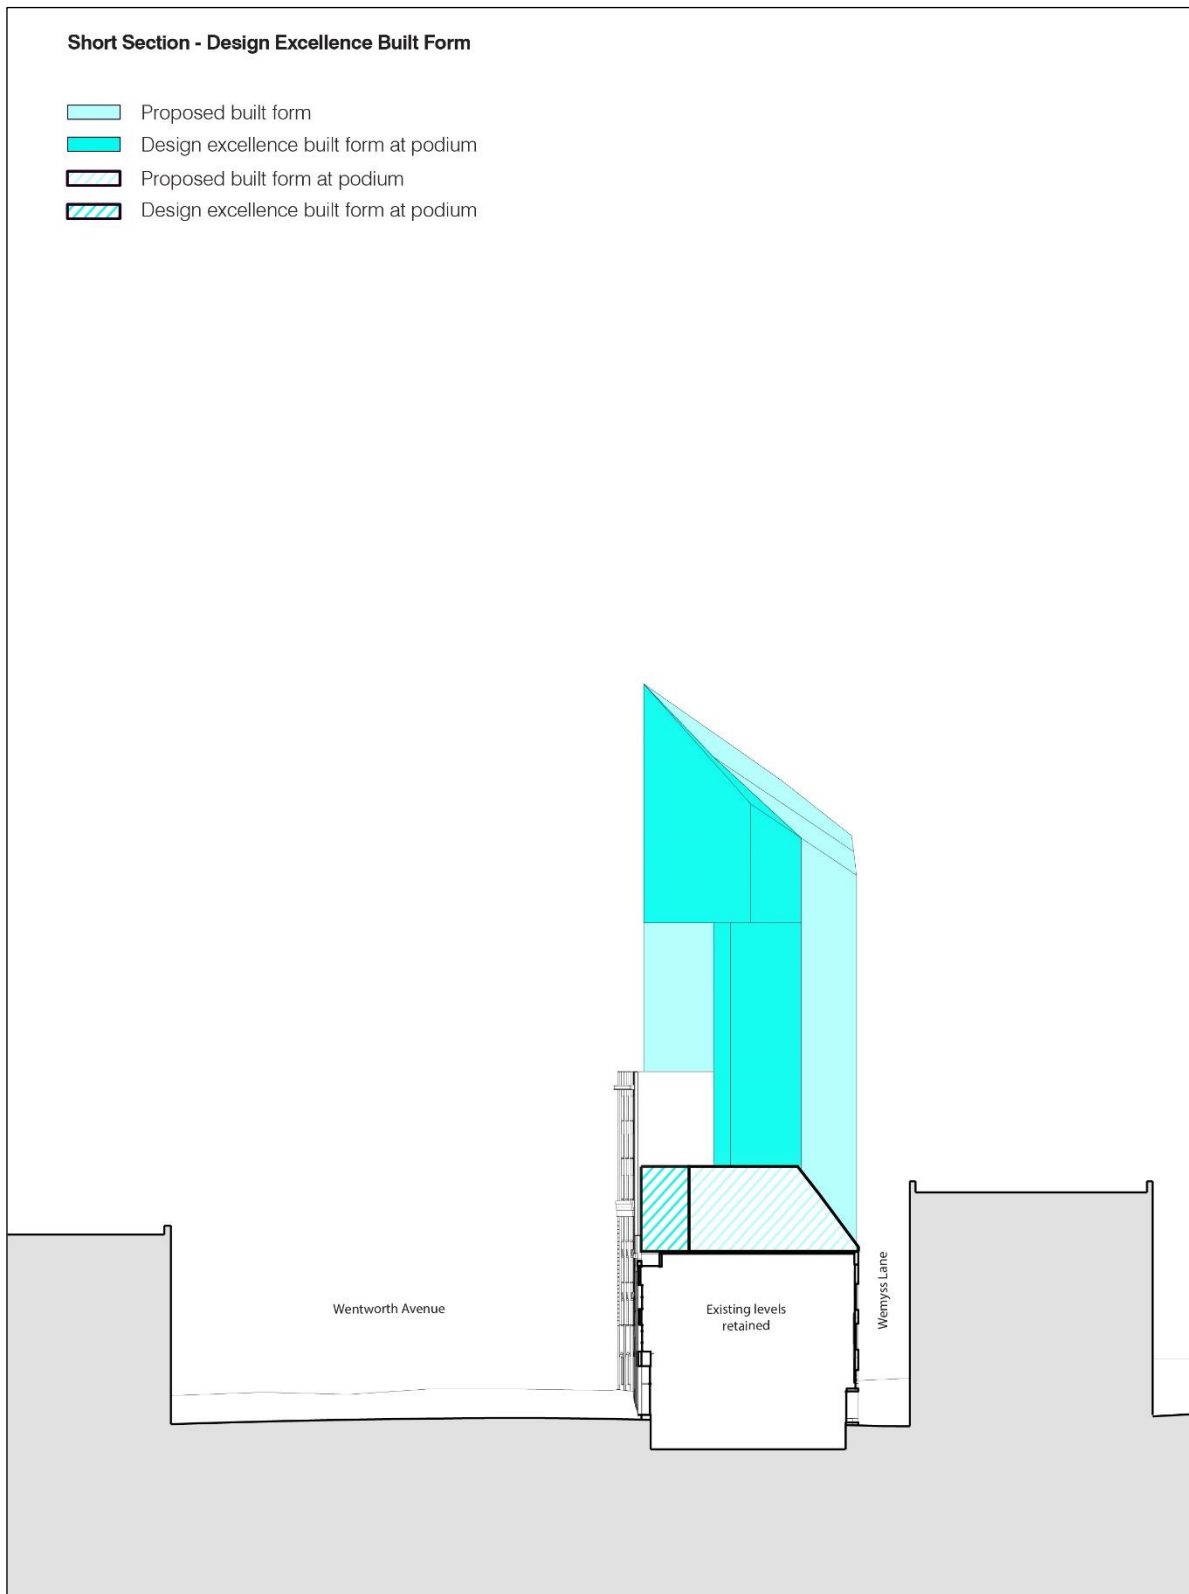 Short Section - Design Excellence Built Form
Proposed built form
Design excellence built form at podium
Proposed built form at podium
Design excellence built form at podium
Wentworth Avenue
Existing levels
retained
Wemyss Lane